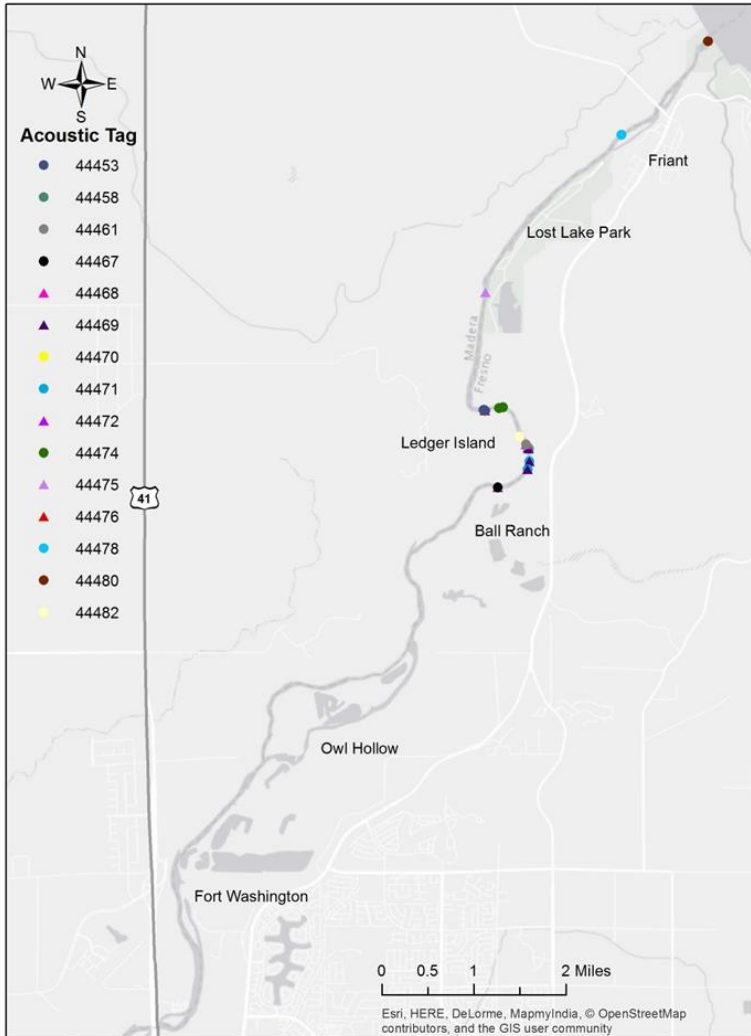 N
W E
S
Acoustic Tag
44453
44458
44461
44467
44468
44469
44470
44471
44472
44474
44475
44476
44478
44480
44482
Friant
Lost Lake Park
Madera
Fresno
Ledger Island
41
Ball Ranch
Owl Hollow
Fort Washington
0 0.5 1 2 Miles
Esri, HERE, DeLorme, MapmyIndia, © OpenStreetMap
contributors, and the GIS user community